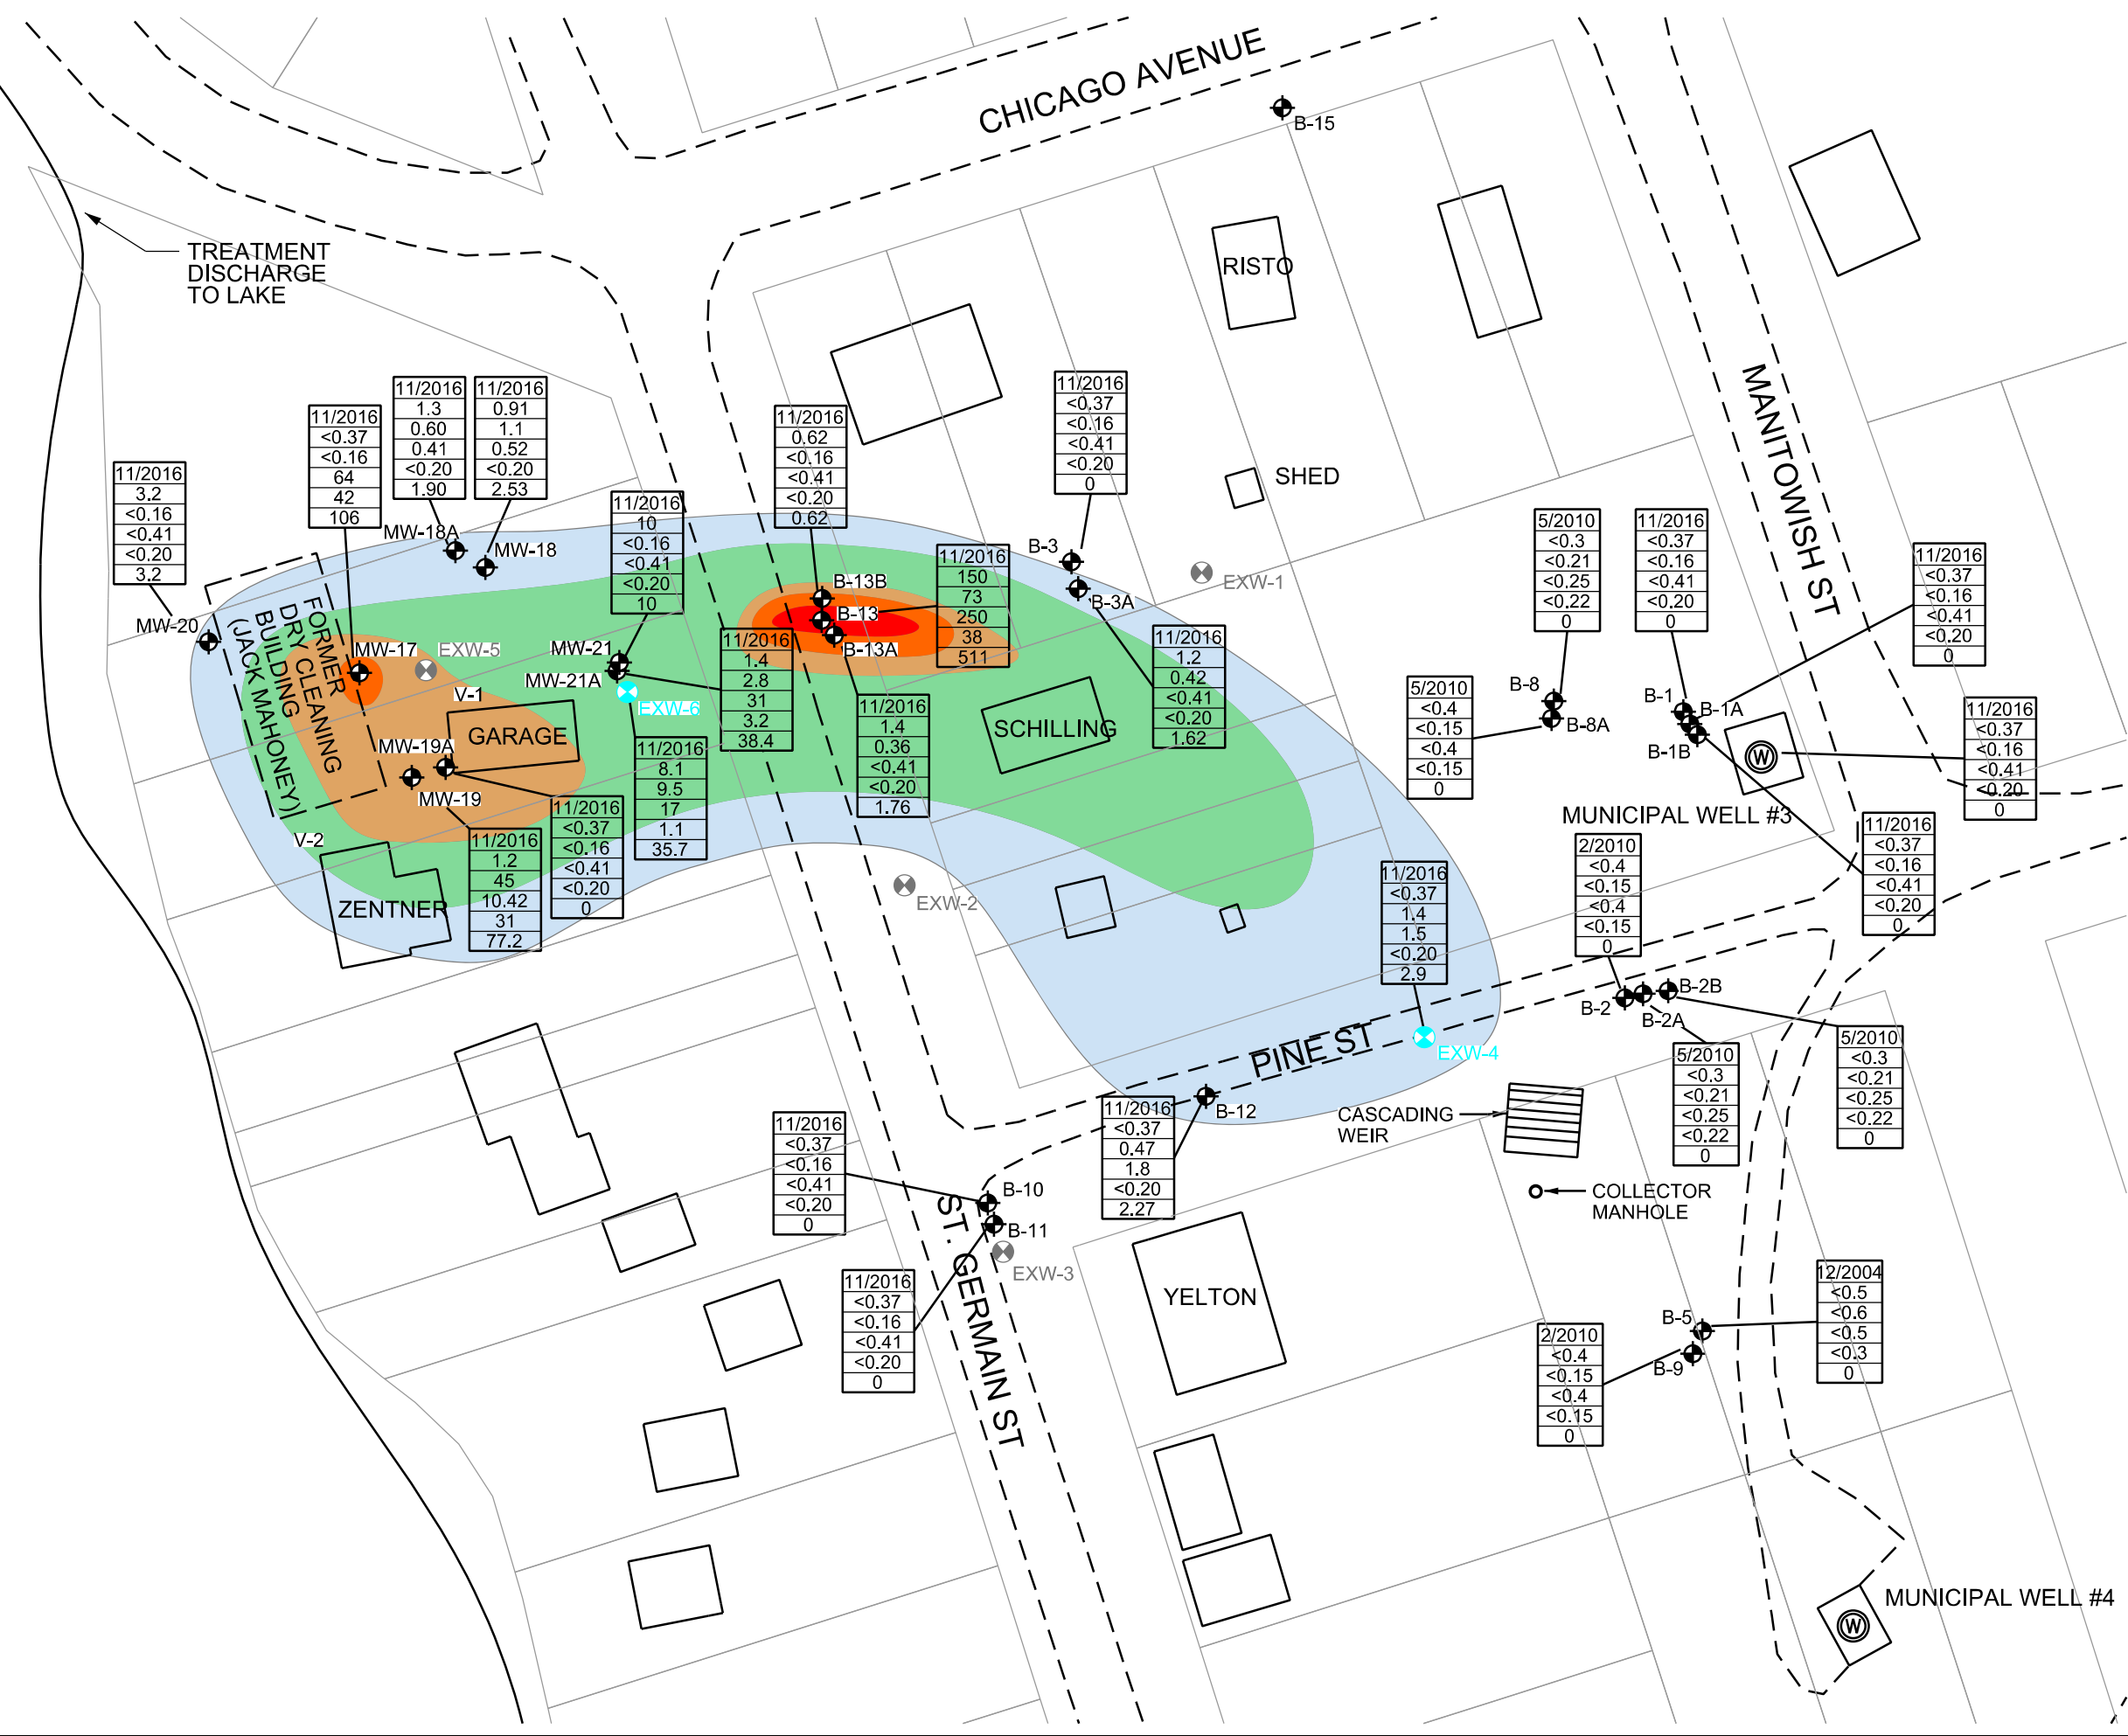 CHICAGO AVENUE
B-15
TREATMENT
DISCHARGE
TO LAKE
RISTO
MANITOWISH ST
SHED
11/2016
3.2
<0.16
<0.41
<0.20
3.2
MW-20
11/2016
<0.37
<0.16
64
42
106
MW-17
11/2016
1.3
0.60
0.41
<0.20
1.90
MW-18A
11/2016
0.91
1.1
0.52
<0.20
2.53
MW-18
11/2016
10
<0.16
<0.41
<0.20
10
MW-21
MW-21A
EXW-6
EXW-5
V-1
V-2
FORMER
DRY CLEANING
BUILDING
(JACK MAHONEY)
GARAGE
MW-19A
MW-19
ZENTNER
11/2016
1.2
45
10.42
31
77.2
11/2016
<0.37
<0.16
<0.41
<0.20
0
11/2016
8.1
9.5
17
1.1
35.7
11/2016
1.4
2.8
31
3.2
38.4
11/2016
0.62
<0.16
<0.41
<0.20
0.62
B-13B
B-13
B-13A
11/2016
150
73
250
38
511
11/2016
1.4
0.36
<0.41
<0.20
1.76
11/2016
<0.37
<0.16
<0.41
<0.20
0
B-3
B-3A
EXW-1
11/2016
1.2
0.42
<0.41
<0.20
1.62
SCHILLING
EXW-2
5/2010
<0.3
<0.21
<0.25
<0.22
0
B-8
B-8A
5/2010
<0.4
<0.15
<0.4
<0.15
0
11/2016
<0.37
<0.16
<0.41
<0.20
0
B-1
B-1A
B-1B
11/2016
<0.37
<0.16
<0.41
<0.20
0
11/2016
<0.37
<0.16
<0.41
<0.20
0
W
MUNICIPAL WELL #3
11/2016
<0.37
<0.16
<0.41
<0.20
0
2/2010
<0.4
<0.15
<0.4
<0.15
0
B-2
B-2A
B-2B
5/2010
<0.3
<0.21
<0.25
<0.22
0
5/2010
<0.3
<0.21
<0.25
<0.22
0
11/2016
<0.37
1.4
1.5
<0.20
2.9
EXW-4
PINE ST
B-12
11/2016
<0.37
0.47
1.8
<0.20
2.27
CASCADING
WEIR
COLLECTOR
MANHOLE
11/2016
<0.37
<0.16
<0.41
<0.20
0
B-10
B-11
EXW-3
11/2016
<0.37
<0.16
<0.41
<0.20
0
ST. GERMAIN ST
YELTON
12/2004
<0.5
<0.6
<0.5
<0.3
0
B-5
B-9
2/2010
<0.4
<0.15
<0.4
<0.15
0
MUNICIPAL WELL #4
W